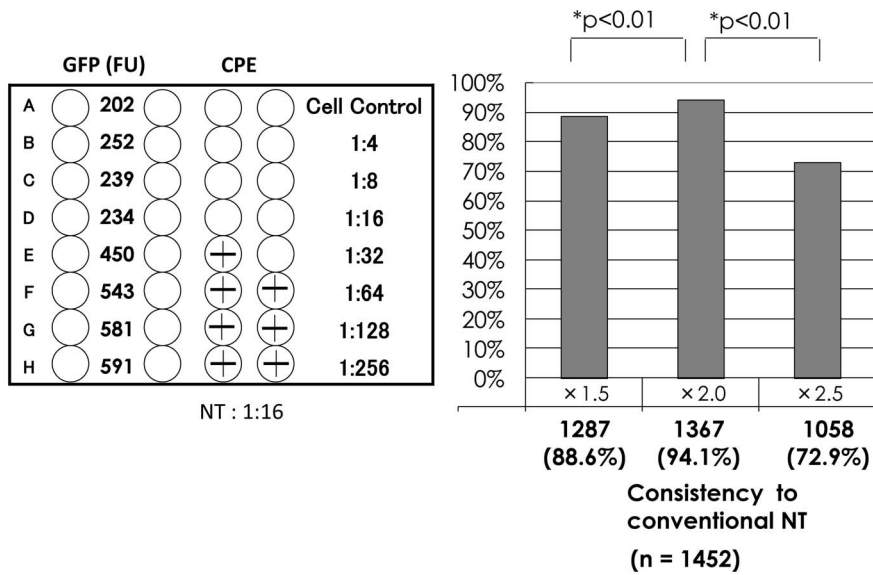 GFP (FU) CPE
A 202 Cell Control
B 252 1:4
C 239 1:8
D 234 1:16
E 450 + 1:32
F 543 + + 1:64
G 581 + + 1:128
H 591 + + 1:256
NT : 1:16
*p<0.01 *p<0.01
100%
90%
80%
70%
60%
50%
40%
30%
20%
10%
0%
×1.5 ×2.0 ×2.5
1287 1367 1058
(88.6%) (94.1%) (72.9%)
Consistency to
conventional NT
(n = 1452)